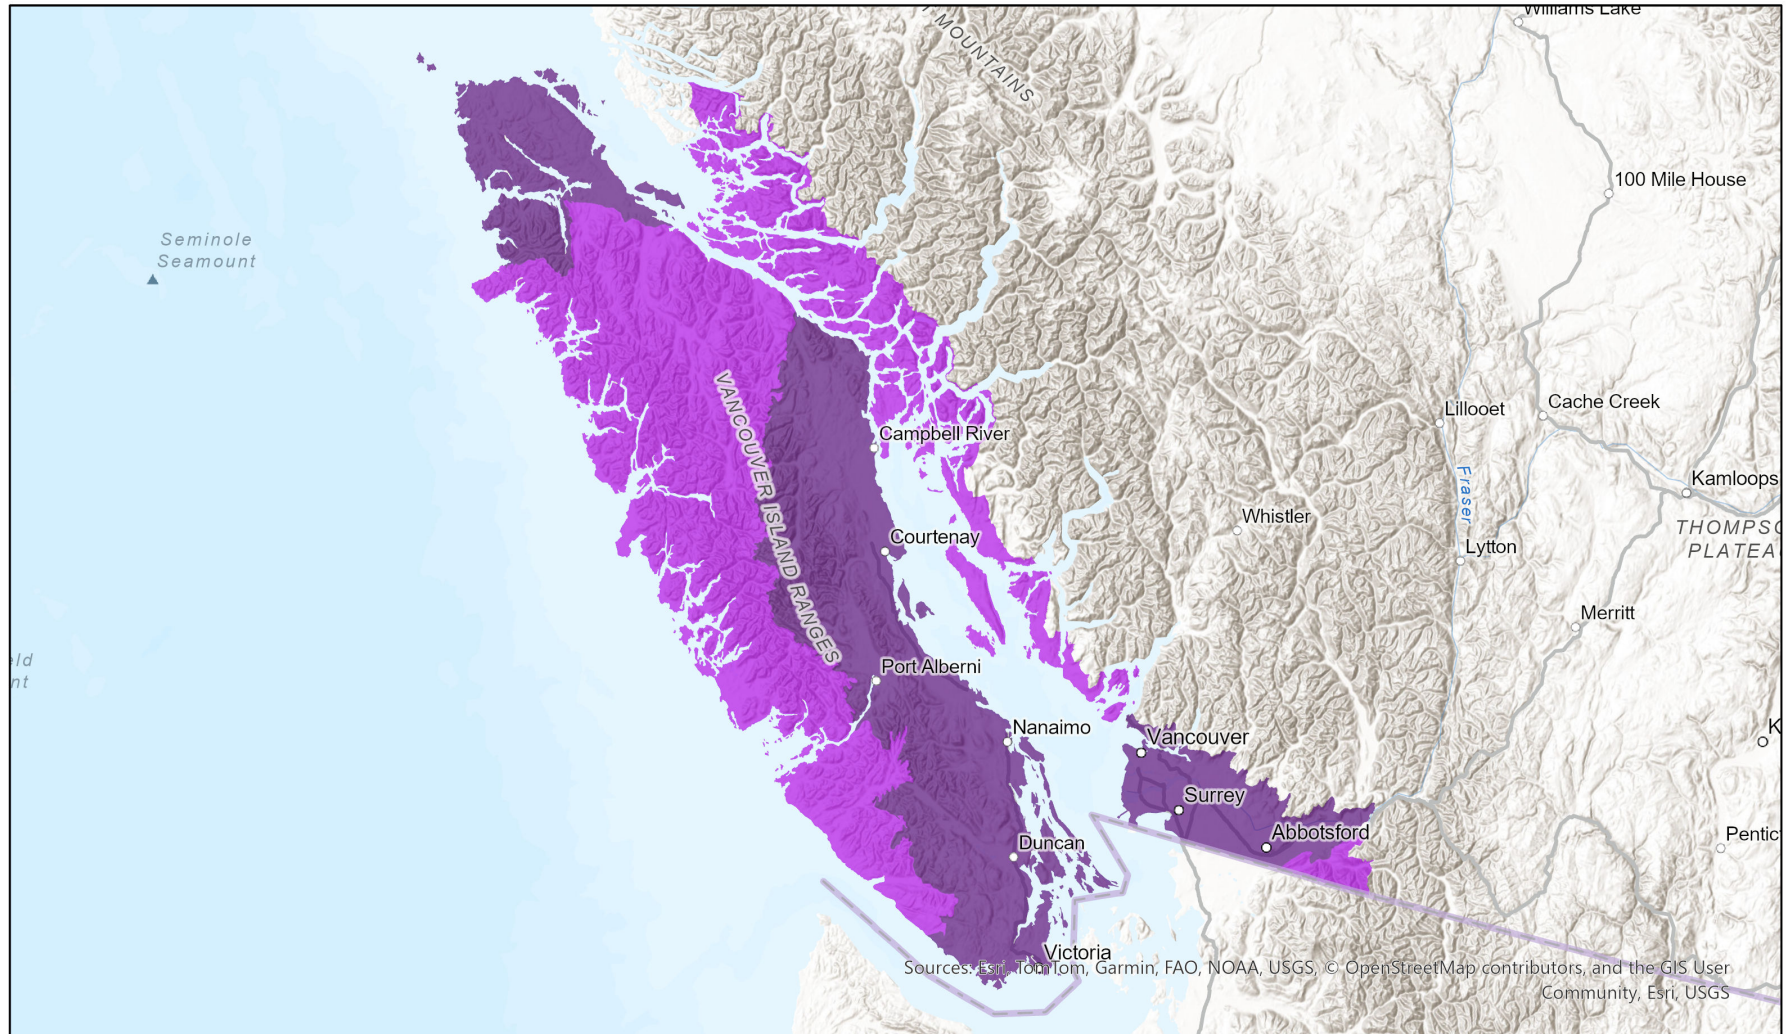 Williams Lake
MOUNTAINS
100 Mile House
Seminole
Seamount
Cache Creek
Lillooet
VANCOUVER ISLAND RANGES
Campbell River
Fraser
Kamloops
Whistler
THOMPSO
PLATEA
Courtenay
Lytton
Merritt
eld
nt
Port Alberni
Nanaimo
Vancouver
K
Surrey
Abbotsford
Pentic
Duncan
Victoria
Sources: Esri, TomTom, Garmin, FAO, NOAA, USGS, © OpenStreetMap contributors, and the GIS User
Community, Esri, USGS